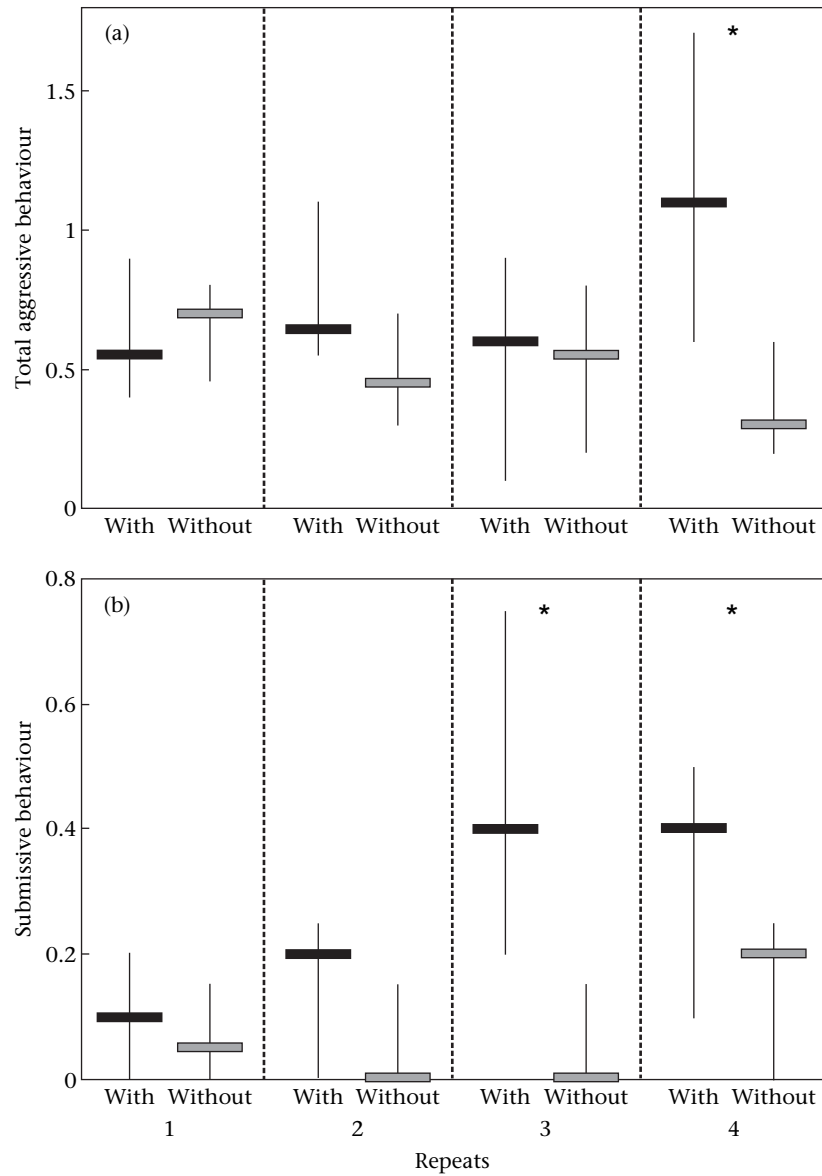 (a)
*
1.5
1
0.5
0
Total aggressive behaviour
With Without With Without With Without With Without
(b)
*
*
0.8
0.6
0.4
0.2
0
Submissive behaviour
With Without With Without With Without With Without
1 2 3 4
Repeats